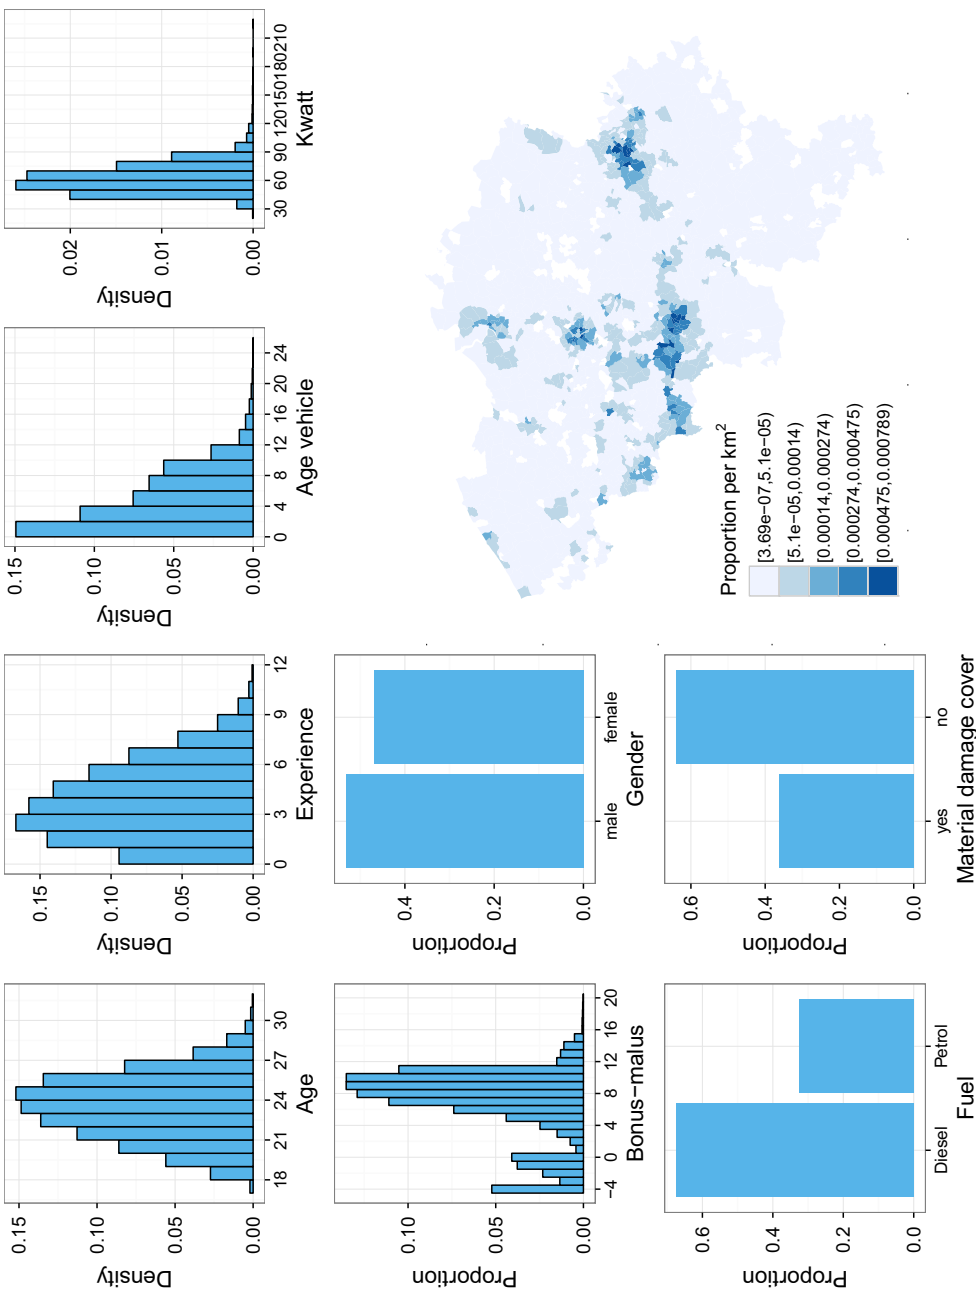 Density
0.15
0.10
0.05
0.00
18 21 24 27 30
Age
Density
0.15
0.10
0.05
0.00
0 3 6 9 12
Experience
Density
0.15
0.10
0.05
0.00
0 4 8 12 16 20 24
Age vehicle
Density
0.02
0.01
0.00
30 60 90 120 150 180 210
Kwatt
Proportion
0.10
0.05
0.00
−4 0 4 8 12 16 20
Bonus−malus
Proportion
0.4
0.2
0.0
male female
Gender
Proportion
0.6
0.4
0.2
0.0
Diesel Petrol
Fuel
Proportion
0.6
0.4
0.2
0.0
yes no
Material damage cover
Proportion per km²
[3.69e−07,5.1e−05)
[5.1e−05,0.00014)
[0.00014,0.000274)
[0.000274,0.000475)
[0.000475,0.000789)